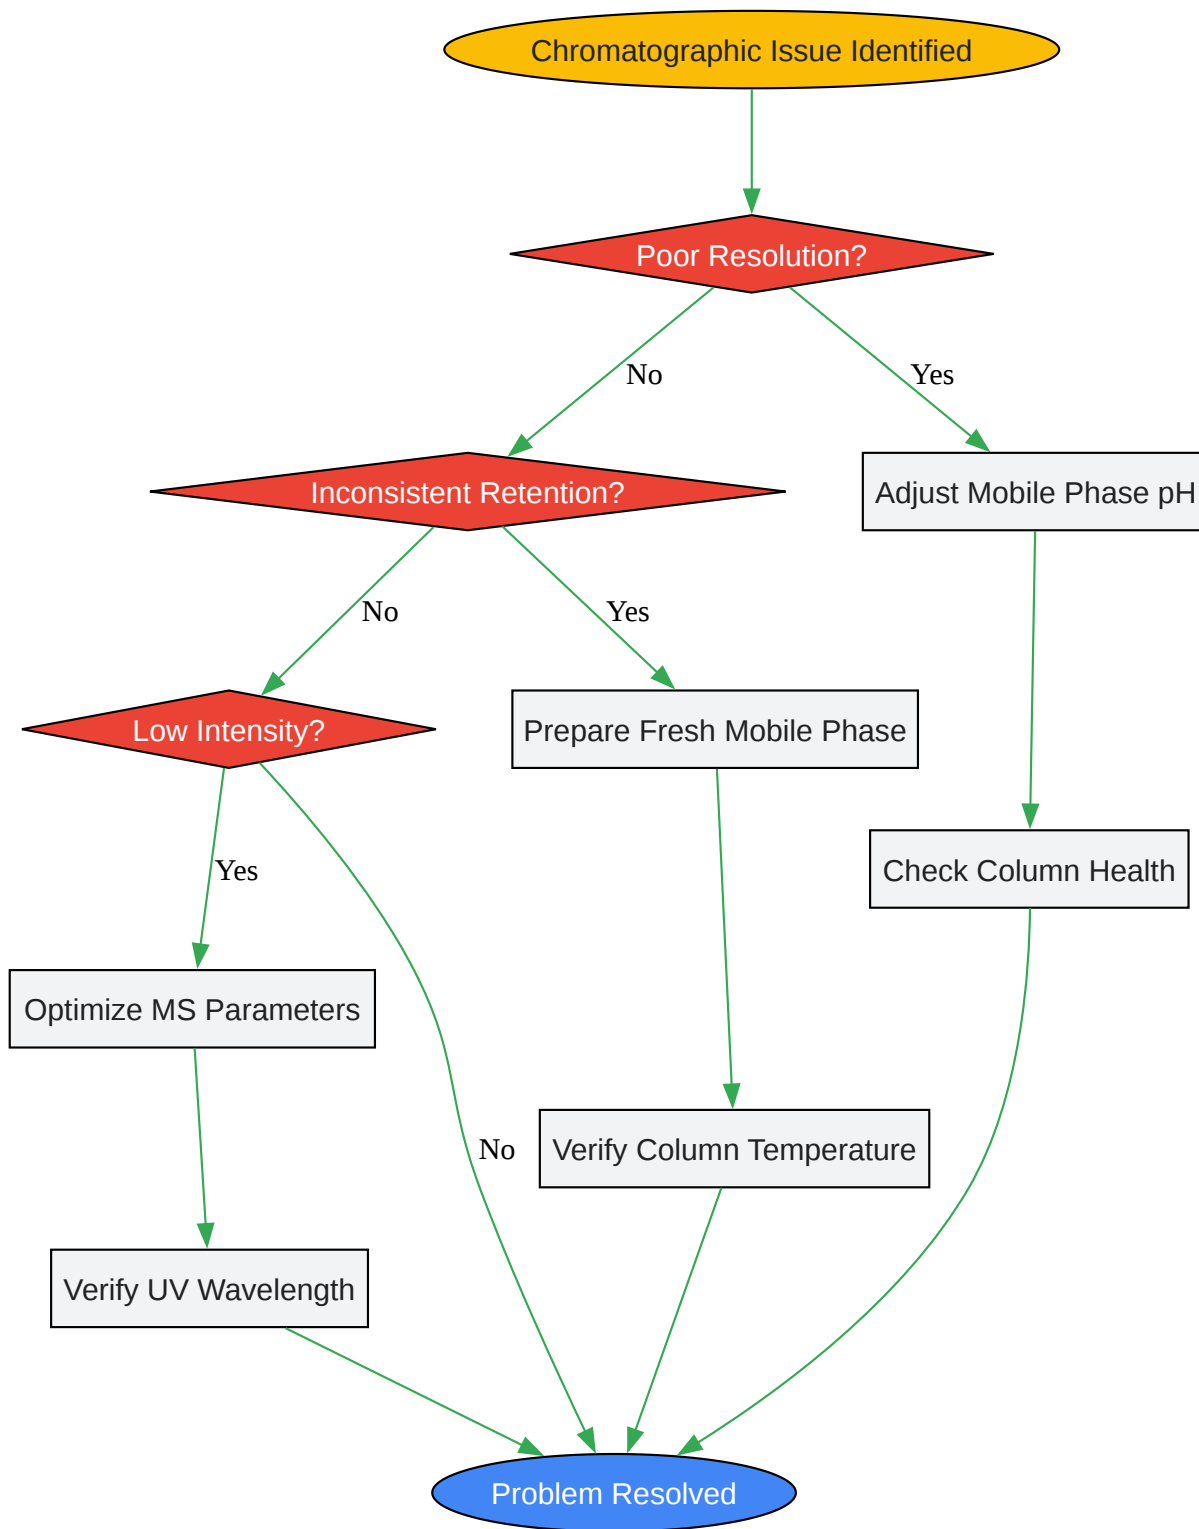 Chromatographic Issue Identified
Poor Resolution?
No
Yes
Inconsistent Retention?
Adjust Mobile Phase pH
No
Yes
Low Intensity?
Prepare Fresh Mobile Phase
Yes
Check Column Health
Optimize MS Parameters
No
Verify Column Temperature
Verify UV Wavelength
Problem Resolved